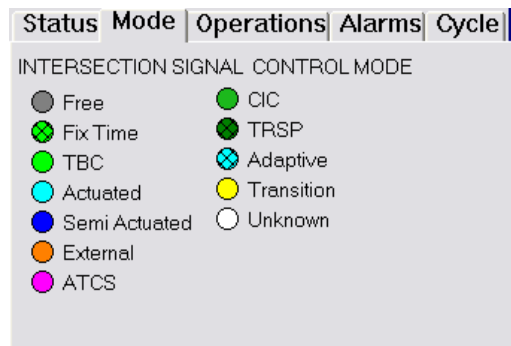 Status Mode Operations Alarms Cycle
INTERSECTION SIGNAL CONTROL MODE
Free
Fix Time
TBC
Actuated
Semi Actuated
External
ATCS
CIC
TRSP
Adaptive
Transition
Unknown